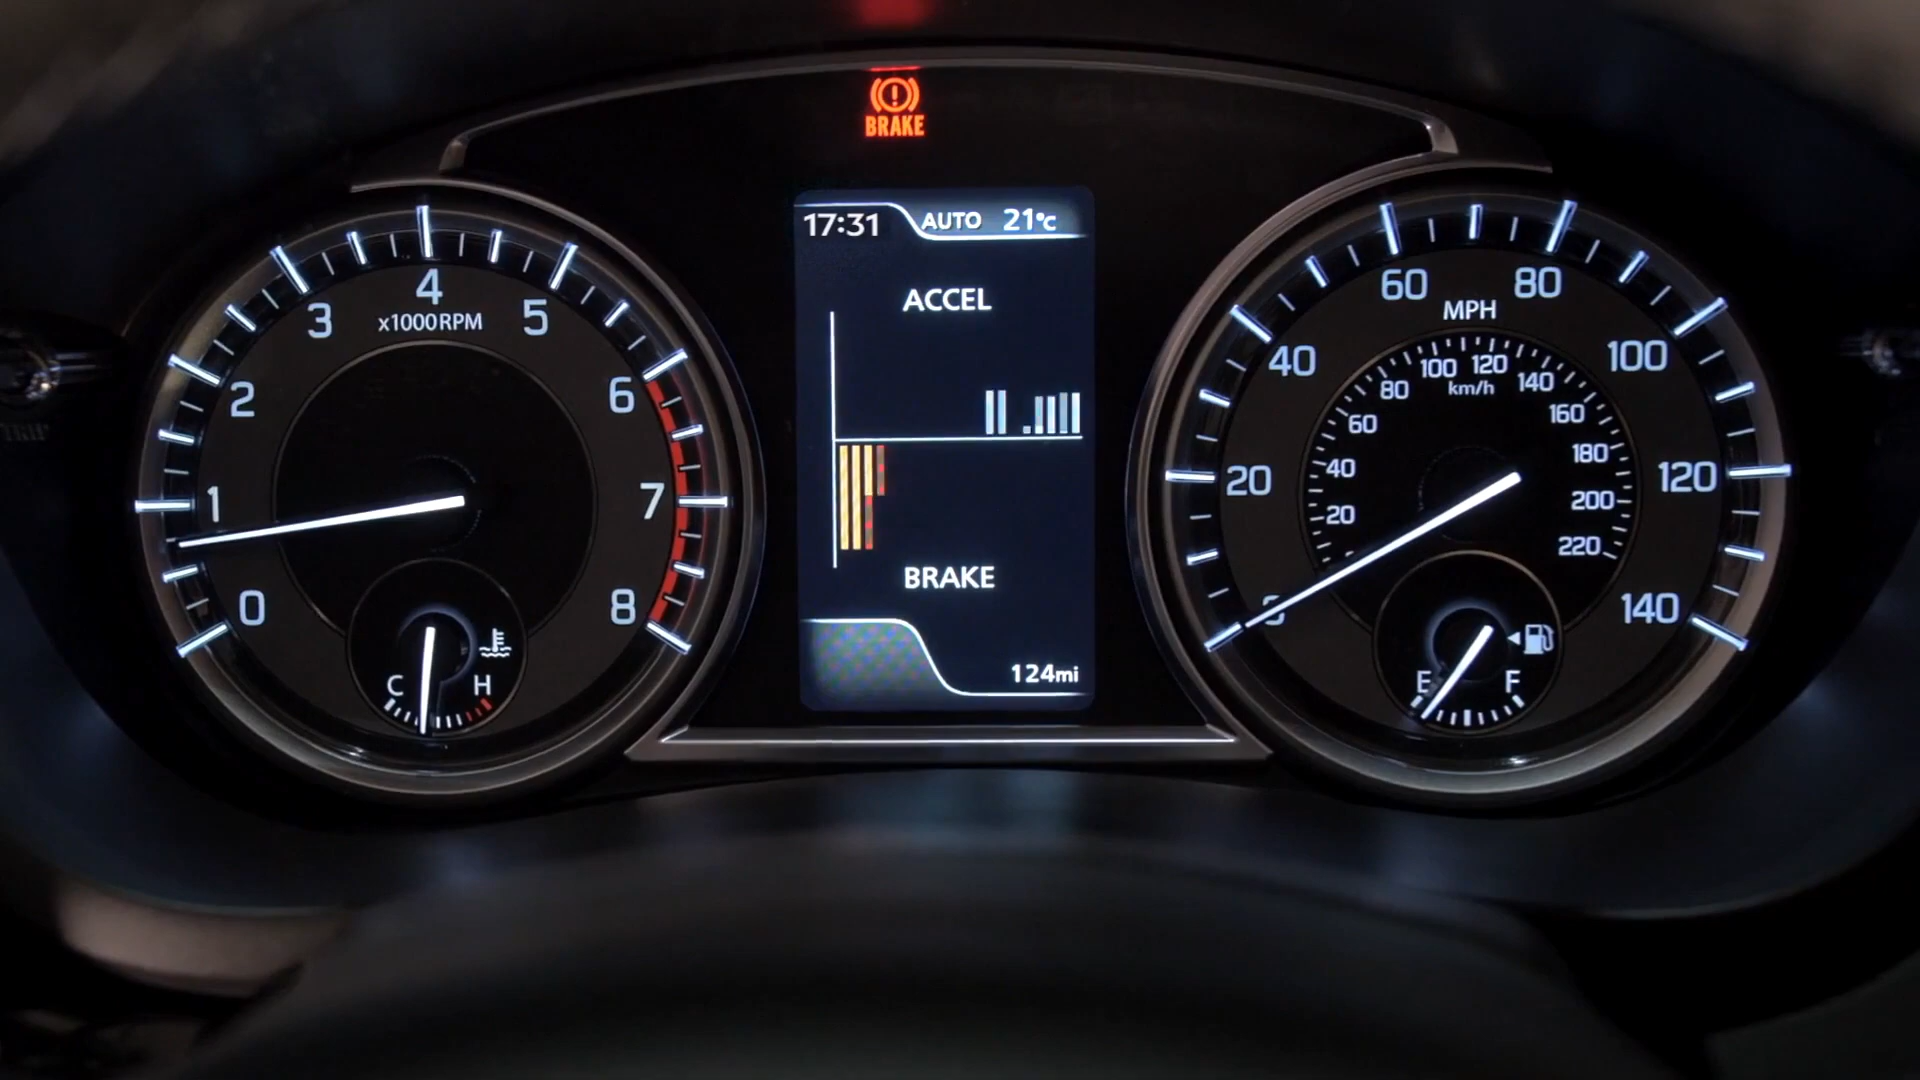 BRAKE
17:31 AUTO 21°C
ACCEL
BRAKE
124mi
0 1 2 3 4 5 6 7 8
x1000RPM
C H
0 20 40 60 80 100 120 140
MPH
20 40 60 80 100 120 140 160 180 200 220
km/h
E F